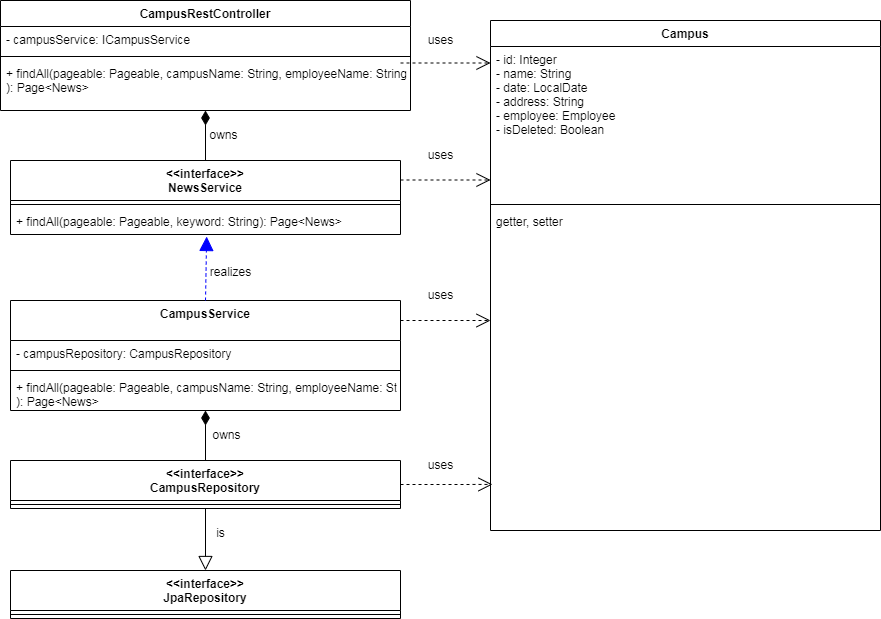 CampusRestController
- campusService: ICampusService
+ findAll(pageable: Pageable, campusName: String, employeeName: String
): Page<News>
owns
<<interface>>
NewsService
+ findAll(pageable: Pageable, keyword: String): Page<News>
realizes
CampusService
- campusRepository: CampusRepository
+ findAll(pageable: Pageable, campusName: String, employeeName: St
): Page<News>
owns
<<interface>>
CampusRepository
is
<<interface>>
JpaRepository
uses
uses
uses
uses
Campus
- id: Integer
- name: String
- date: LocalDate
- address: String
- employee: Employee
- isDeleted: Boolean
getter, setter